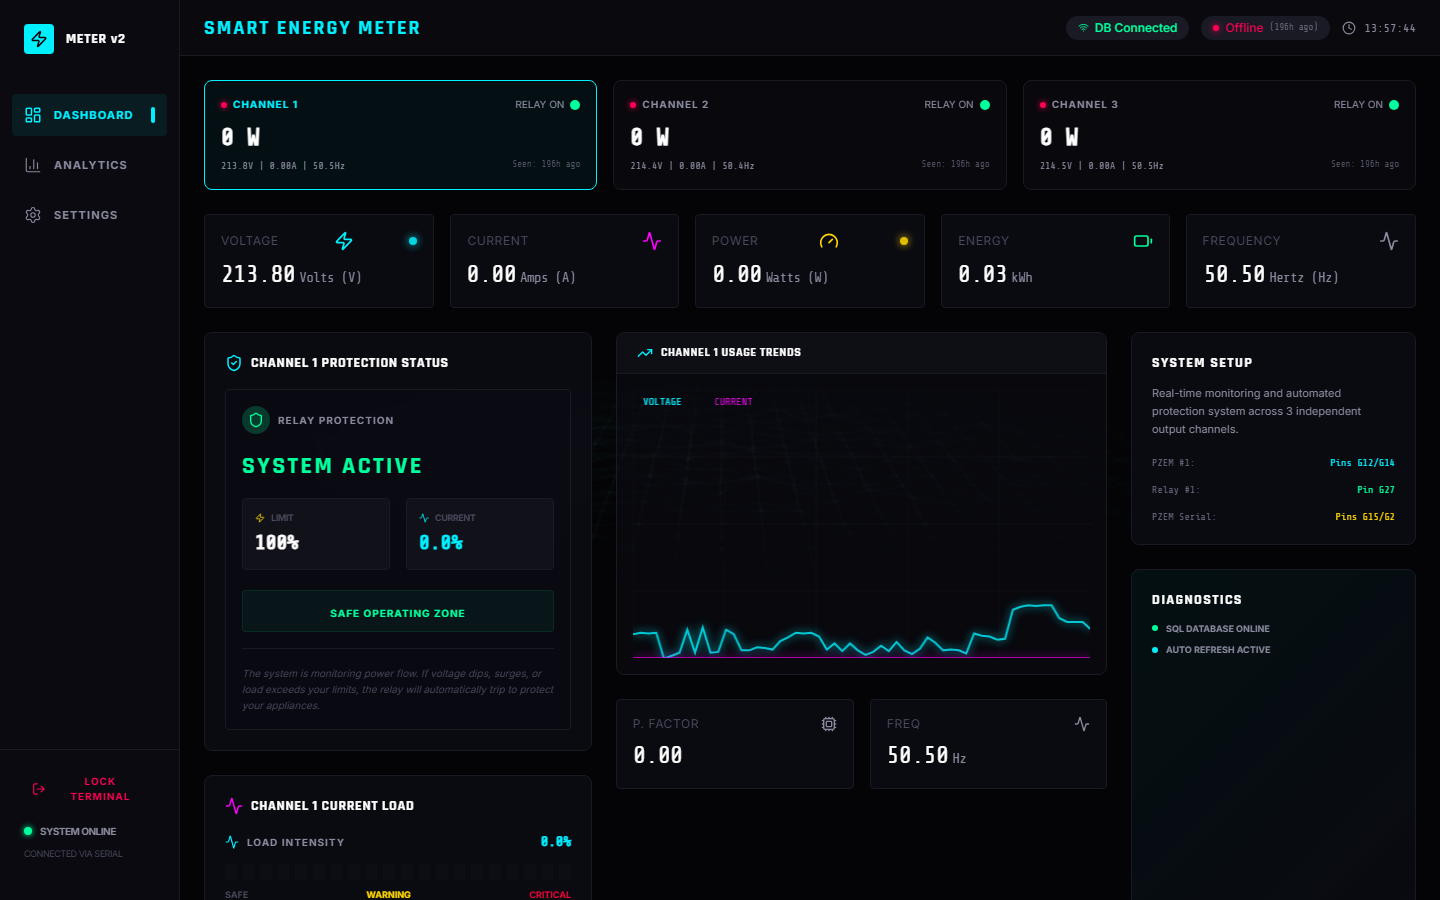 METER v2
DASHBOARD
ANALYTICS
SETTINGS
LOCK
TERMINAL
SYSTEM ONLINE
CONNECTED VIA SERIAL
SMART ENERGY METER
DB Connected
Offline (196h ago)
13:57:44
CHANNEL 1 RELAY ON
0 W
213.8V | 0.00A | 50.5Hz Seen: 196h ago
CHANNEL 2 RELAY ON
0 W
214.4V | 0.00A | 50.4Hz Seen: 196h ago
CHANNEL 3 RELAY ON
0 W
214.5V | 0.00A | 50.5Hz Seen: 196h ago
VOLTAGE
213.80 Volts (V)
CURRENT
0.00 Amps (A)
POWER
0.00 Watts (W)
ENERGY
0.03 kWh
FREQUENCY
50.50 Hertz (Hz)
CHANNEL 1 PROTECTION STATUS
RELAY PROTECTION
SYSTEM ACTIVE
LIMIT
100%
CURRENT
0.0%
SAFE OPERATING ZONE
The system is monitoring power flow. If voltage dips, surges, or
load exceeds your limits, the relay will automatically trip to protect
your appliances.
CHANNEL 1 CURRENT LOAD
LOAD INTENSITY 0.0%
SAFE WARNING CRITICAL
CHANNEL 1 USAGE TRENDS
VOLTAGE CURRENT
P. FACTOR
0.00
FREQ
50.50 Hz
SYSTEM SETUP
Real-time monitoring and automated
protection system across 3 independent
output channels.
PZEM #1: Pins G12/G14
Relay #1: Pin G27
PZEM Serial: Pins G15/G2
DIAGNOSTICS
SQL DATABASE ONLINE
AUTO REFRESH ACTIVE